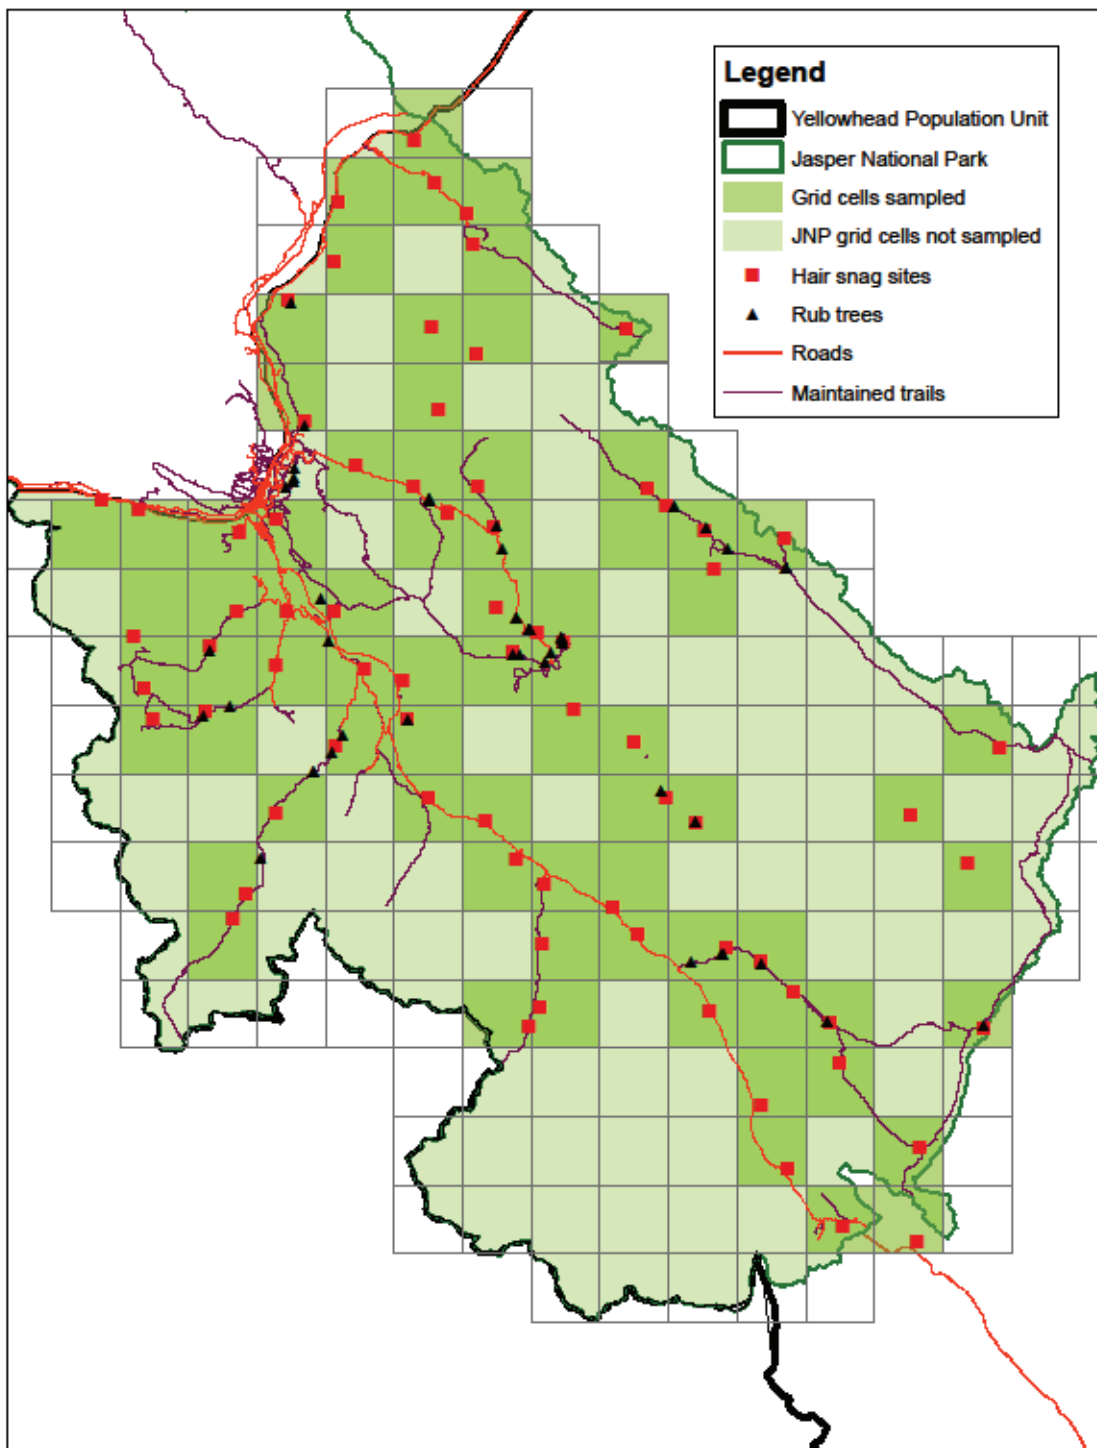 Legend
Yellowhead Population Unit
Jasper National Park
Grid cells sampled
JNP grid cells not sampled
Hair snag sites
Rub trees
Roads
Maintained trails